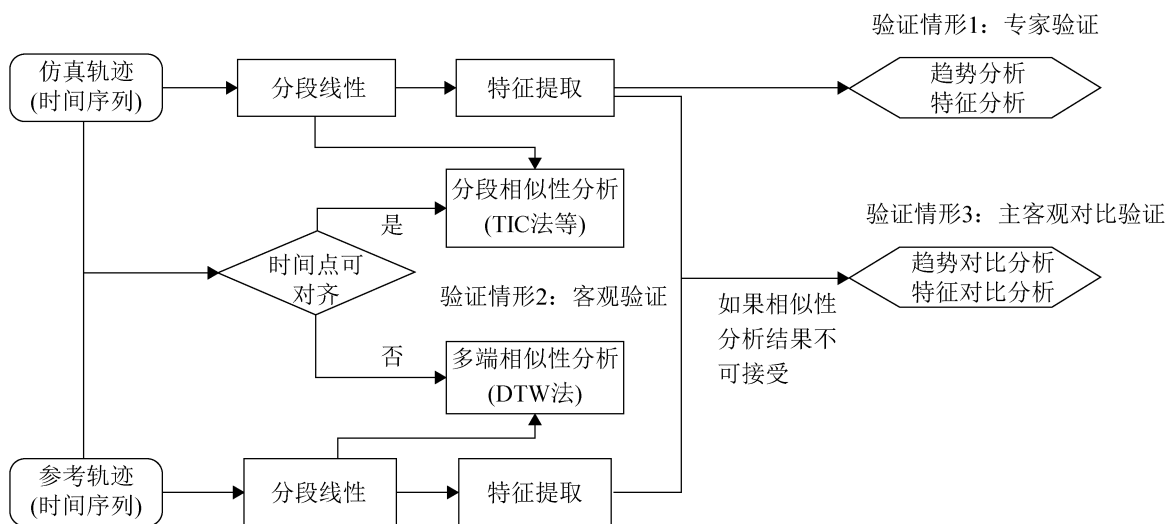 验证情形1：专家验证
仿真轨迹
(时间序列)
分段线性
特征提取
趋势分析
特征分析
分段相似性分析
(TIC法等)
是
验证情形3：主客观对比验证
时间点可
对齐
趋势对比分析
特征对比分析
验证情形2：客观验证
如果相似性
分析结果不
可接受
否
多端相似性分析
(DTW法)
参考轨迹
(时间序列)
分段线性
特征提取